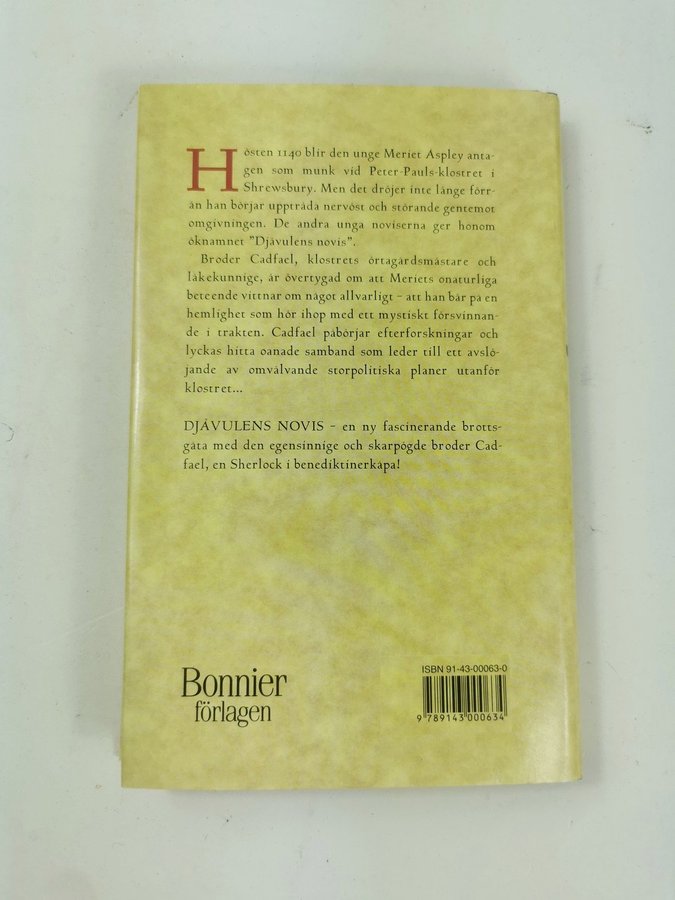 Hösten 1140 blir den unge Meriet Aspley anta-
gen som munk vid Peter-Pauls-klostret i
Shrewsbury. Men det dröjer inte länge förr-
än han börjar uppträda nervöst och störande gentemot
omgivningen. De andra unga noviserna ger honom
öknamnet "Djävulens novis".
Broder Cadfael, klostrets örtagårdsmästare och
läkekunnige, är övertygad om att Meriets onaturliga
beteende vittnar om något allvarligt – att han bär på en
hemlighet som hör ihop med ett mystiskt försvinnan-
de i trakten. Cadfael påbörjar efterforskningar och
lyckas hitta oanade samband som leder till ett avslö-
jande av omvälvande storpolitiska planer utanför
klostret...
DJÄVULENS NOVIS – en ny fascinerande brotts-
gåta med den egensinnige och skarpögde broder Cad-
fael, en Sherlock i benediktinerkåpa!
Bonnier
förlagen
ISBN 91-43-00063-0
9 789143 000634